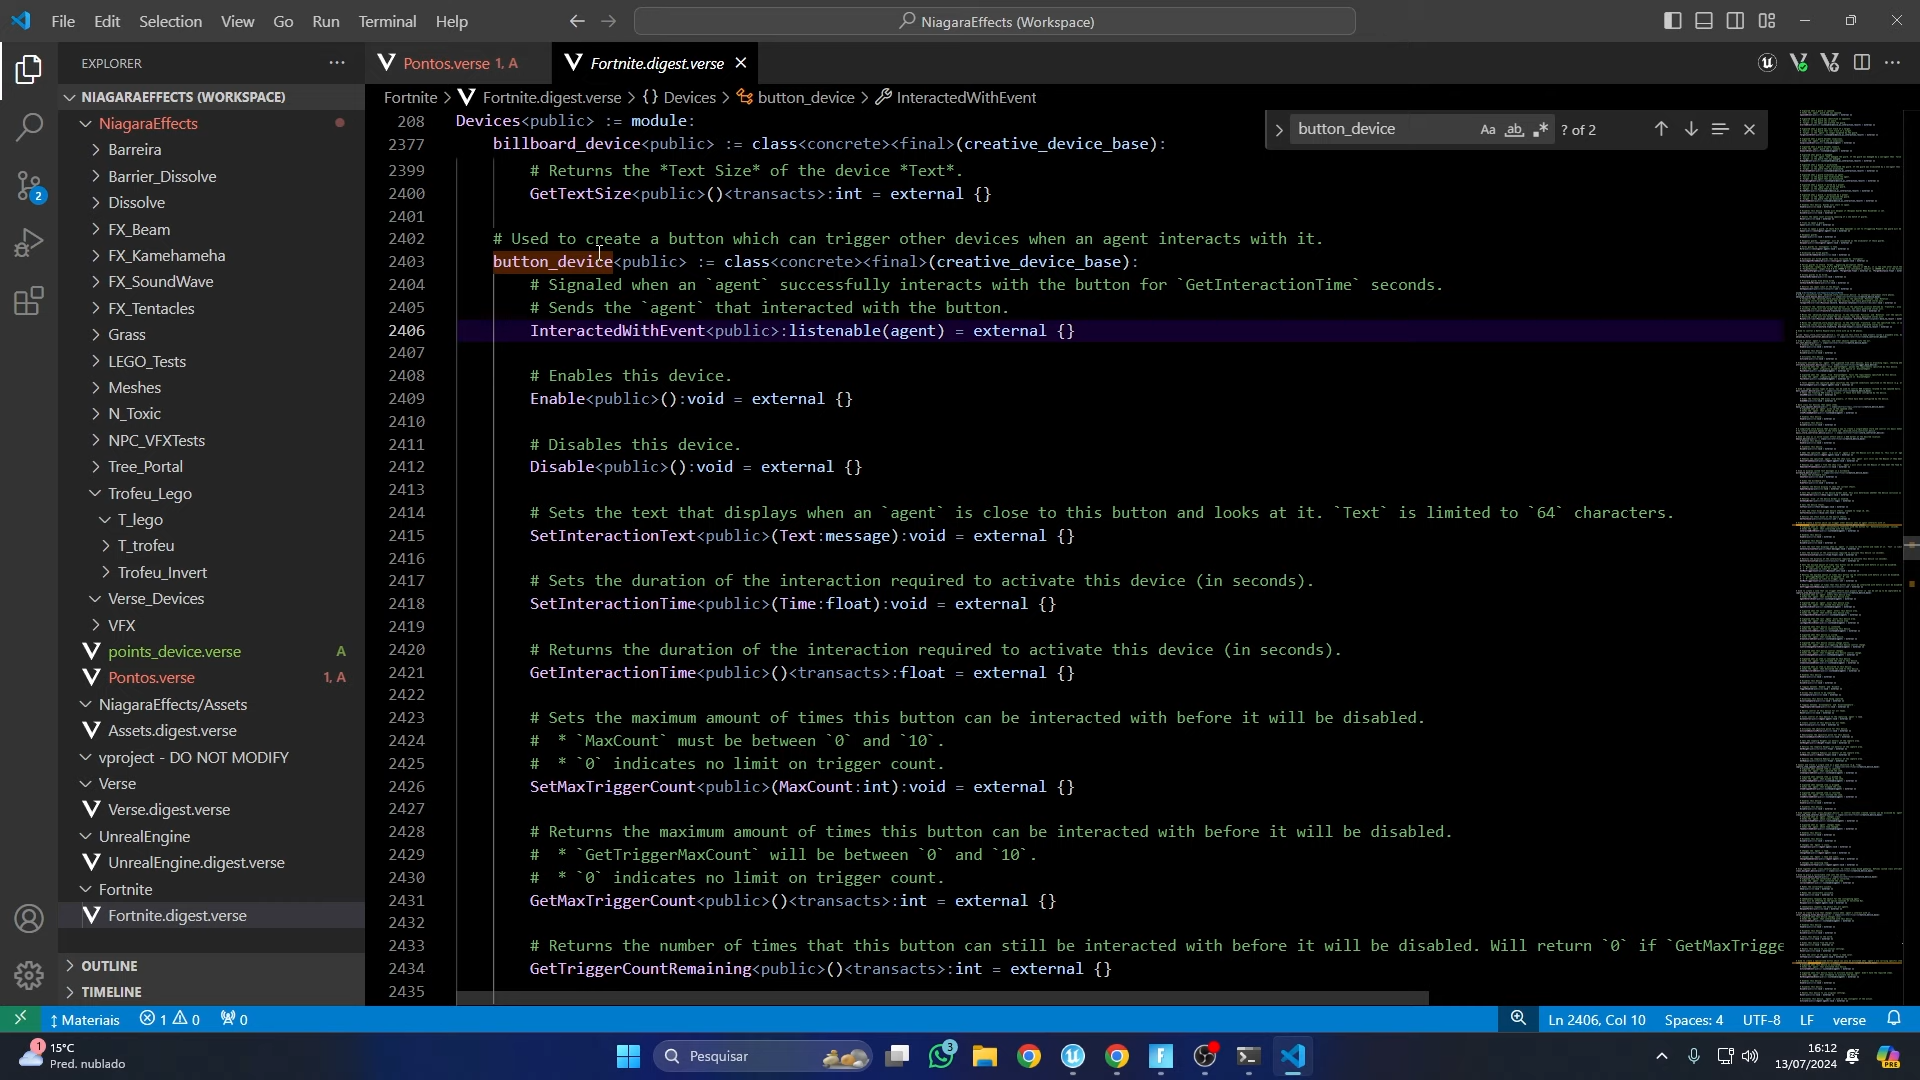 File Edit Selection View Go Run Terminal Help
NiagaraEffects (Workspace)
EXPLORER
Pontos.verse 1, A
Fortnite.digest.verse
Fortnite > Fortnite.digest.verse > {} Devices > button_device > InteractedWithEvent
button_device
Aa ab ? of 2
NIAGARAEFFECTS (WORKSPACE)
NiagaraEffects
Barreira
Barrier_Dissolve
Dissolve
FX_Beam
FX_Kamehameha
FX_SoundWave
FX_Tentacles
Grass
LEGO_Tests
Meshes
N_Toxic
NPC_VFXTests
Tree_Portal
Trofeu_Lego
T_lego
T_trofeu
Trofeu_Invert
Verse_Devices
VFX
points_device.verse A
Pontos.verse 1, A
NiagaraEffects/Assets
Assets.digest.verse
vproject - DO NOT MODIFY
Verse
Verse.digest.verse
UnrealEngine
UnrealEngine.digest.verse
Fortnite
Fortnite.digest.verse
OUTLINE
TIMELINE
2
208 Devices<public> := module:
2377 billboard_device<public> := class<concrete><final>(creative_device_base):
2399 # Returns the *Text Size* of the device *Text*.
2400 GetTextSize<public>()<transacts>:int = external {}
2401
2402 # Used to create a button which can trigger other devices when an agent interacts with it.
2403 button_device<public> := class<concrete><final>(creative_device_base):
2404 # Signaled when an `agent` successfully interacts with the button for `GetInteractionTime` seconds.
2405 # Sends the `agent` that interacted with the button.
2406 InteractedWithEvent<public>:listenable(agent) = external {}
2407
2408 # Enables this device.
2409 Enable<public>():void = external {}
2410
2411 # Disables this device.
2412 Disable<public>():void = external {}
2413
2414 # Sets the text that displays when an `agent` is close to this button and looks at it. `Text` is limited to `64` characters.
2415 SetInteractionText<public>(Text:message):void = external {}
2416
2417 # Sets the duration of the interaction required to activate this device (in seconds).
2418 SetInteractionTime<public>(Time:float):void = external {}
2419
2420 # Returns the duration of the interaction required to activate this device (in seconds).
2421 GetInteractionTime<public>()<transacts>:float = external {}
2422
2423 # Sets the maximum amount of times this button can be interacted with before it will be disabled.
2424 # * `MaxCount` must be between `0` and `10`.
2425 # * `0` indicates no limit on trigger count.
2426 SetMaxTriggerCount<public>(MaxCount:int):void = external {}
2427
2428 # Returns the maximum amount of times this button can be interacted with before it will be disabled.
2429 # * `GetTriggerMaxCount` will be between `0` and `10`.
2430 # * `0` indicates no limit on trigger count.
2431 GetMaxTriggerCount<public>()<transacts>:int = external {}
2432
2433 # Returns the number of times that this button can still be interacted with before it will be disabled. Will return `0` if `GetMaxTrigge
2434 GetTriggerCountRemaining<public>()<transacts>:int = external {}
2435
Materiais 1 0 0
Ln 2406, Col 10 Spaces: 4 UTF-8 LF verse
1 15°C
Pred. nublado
Pesquisar
3
16:12
13/07/2024
PRE